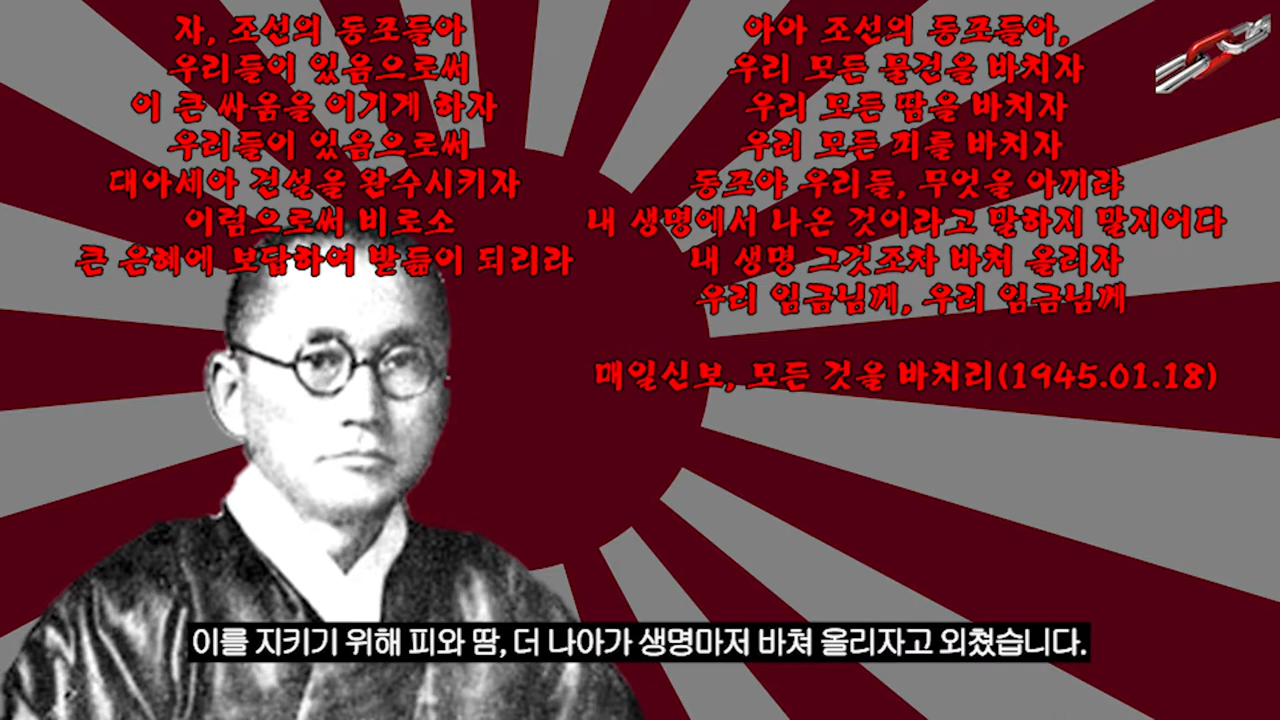 자, 조선의 동포들아
우리들이 있음으로써
이 큰 싸움을 이기게 하자
우리들이 있음으로써
대아세아 건설을 완수시키자
이럼으로써 비로소
큰 은혜에 보답하여 받듦이 되리라
아아 조선의 동포들아,
우리 모든 물건을 바치자
우리 모든 땀을 바치자
우리 모든 피를 바치자
동포야 우리들, 무엇을 아끼랴
내 생명에서 나온 것이라고 말하지 말지어다
내 생명 그것조차 바쳐 올리자
우리 임금님께, 우리 임금님께
매일신보, 모든 것을 바치리(1945.01.18)
이를 지키기 위해 피와 땀, 더 나아가 생명마저 바쳐 올리자고 외쳤습니다.